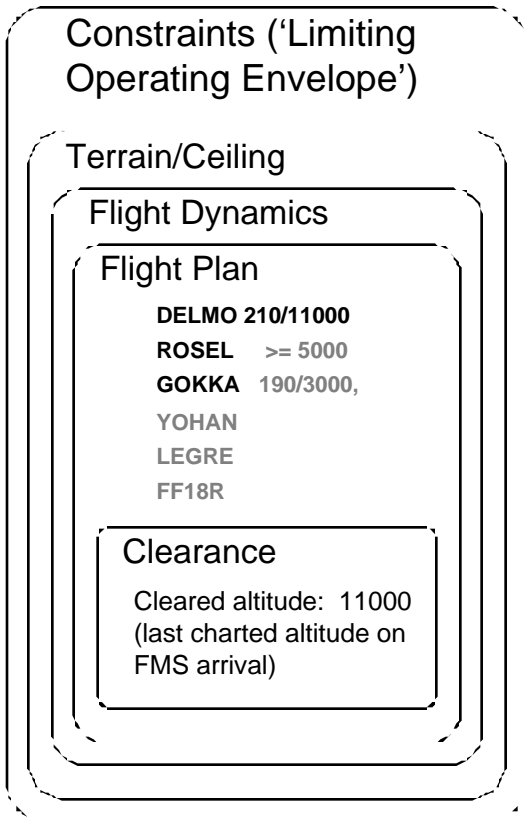 Constraints (‘Limiting
Operating Envelope’)
Terrain/Ceiling
Flight Dynamics
Flight Plan
DELMO 210/11000
ROSEL >= 5000
GOKKA 190/3000,
YOHAN
LEGRE
FF18R
Clearance
Cleared altitude: 11000
(last charted altitude on
FMS arrival)